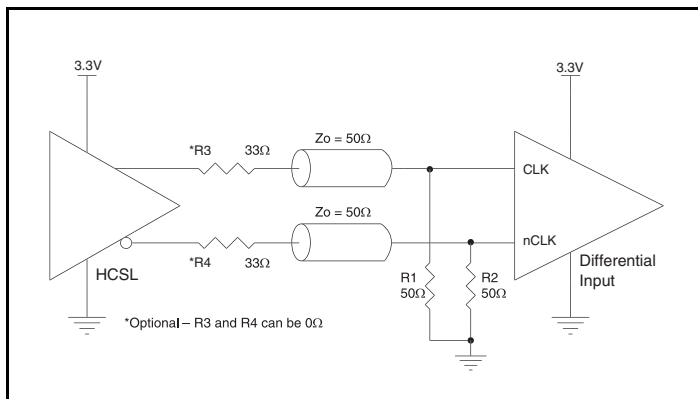 3.3V
3.3V
*R3 33Ω
Zo = 50Ω
CLK
Zo = 50Ω
nCLK
HCSL
*R4 33Ω
R1
50Ω
R2
50Ω
Differential
Input
*Optional – R3 and R4 can be 0Ω